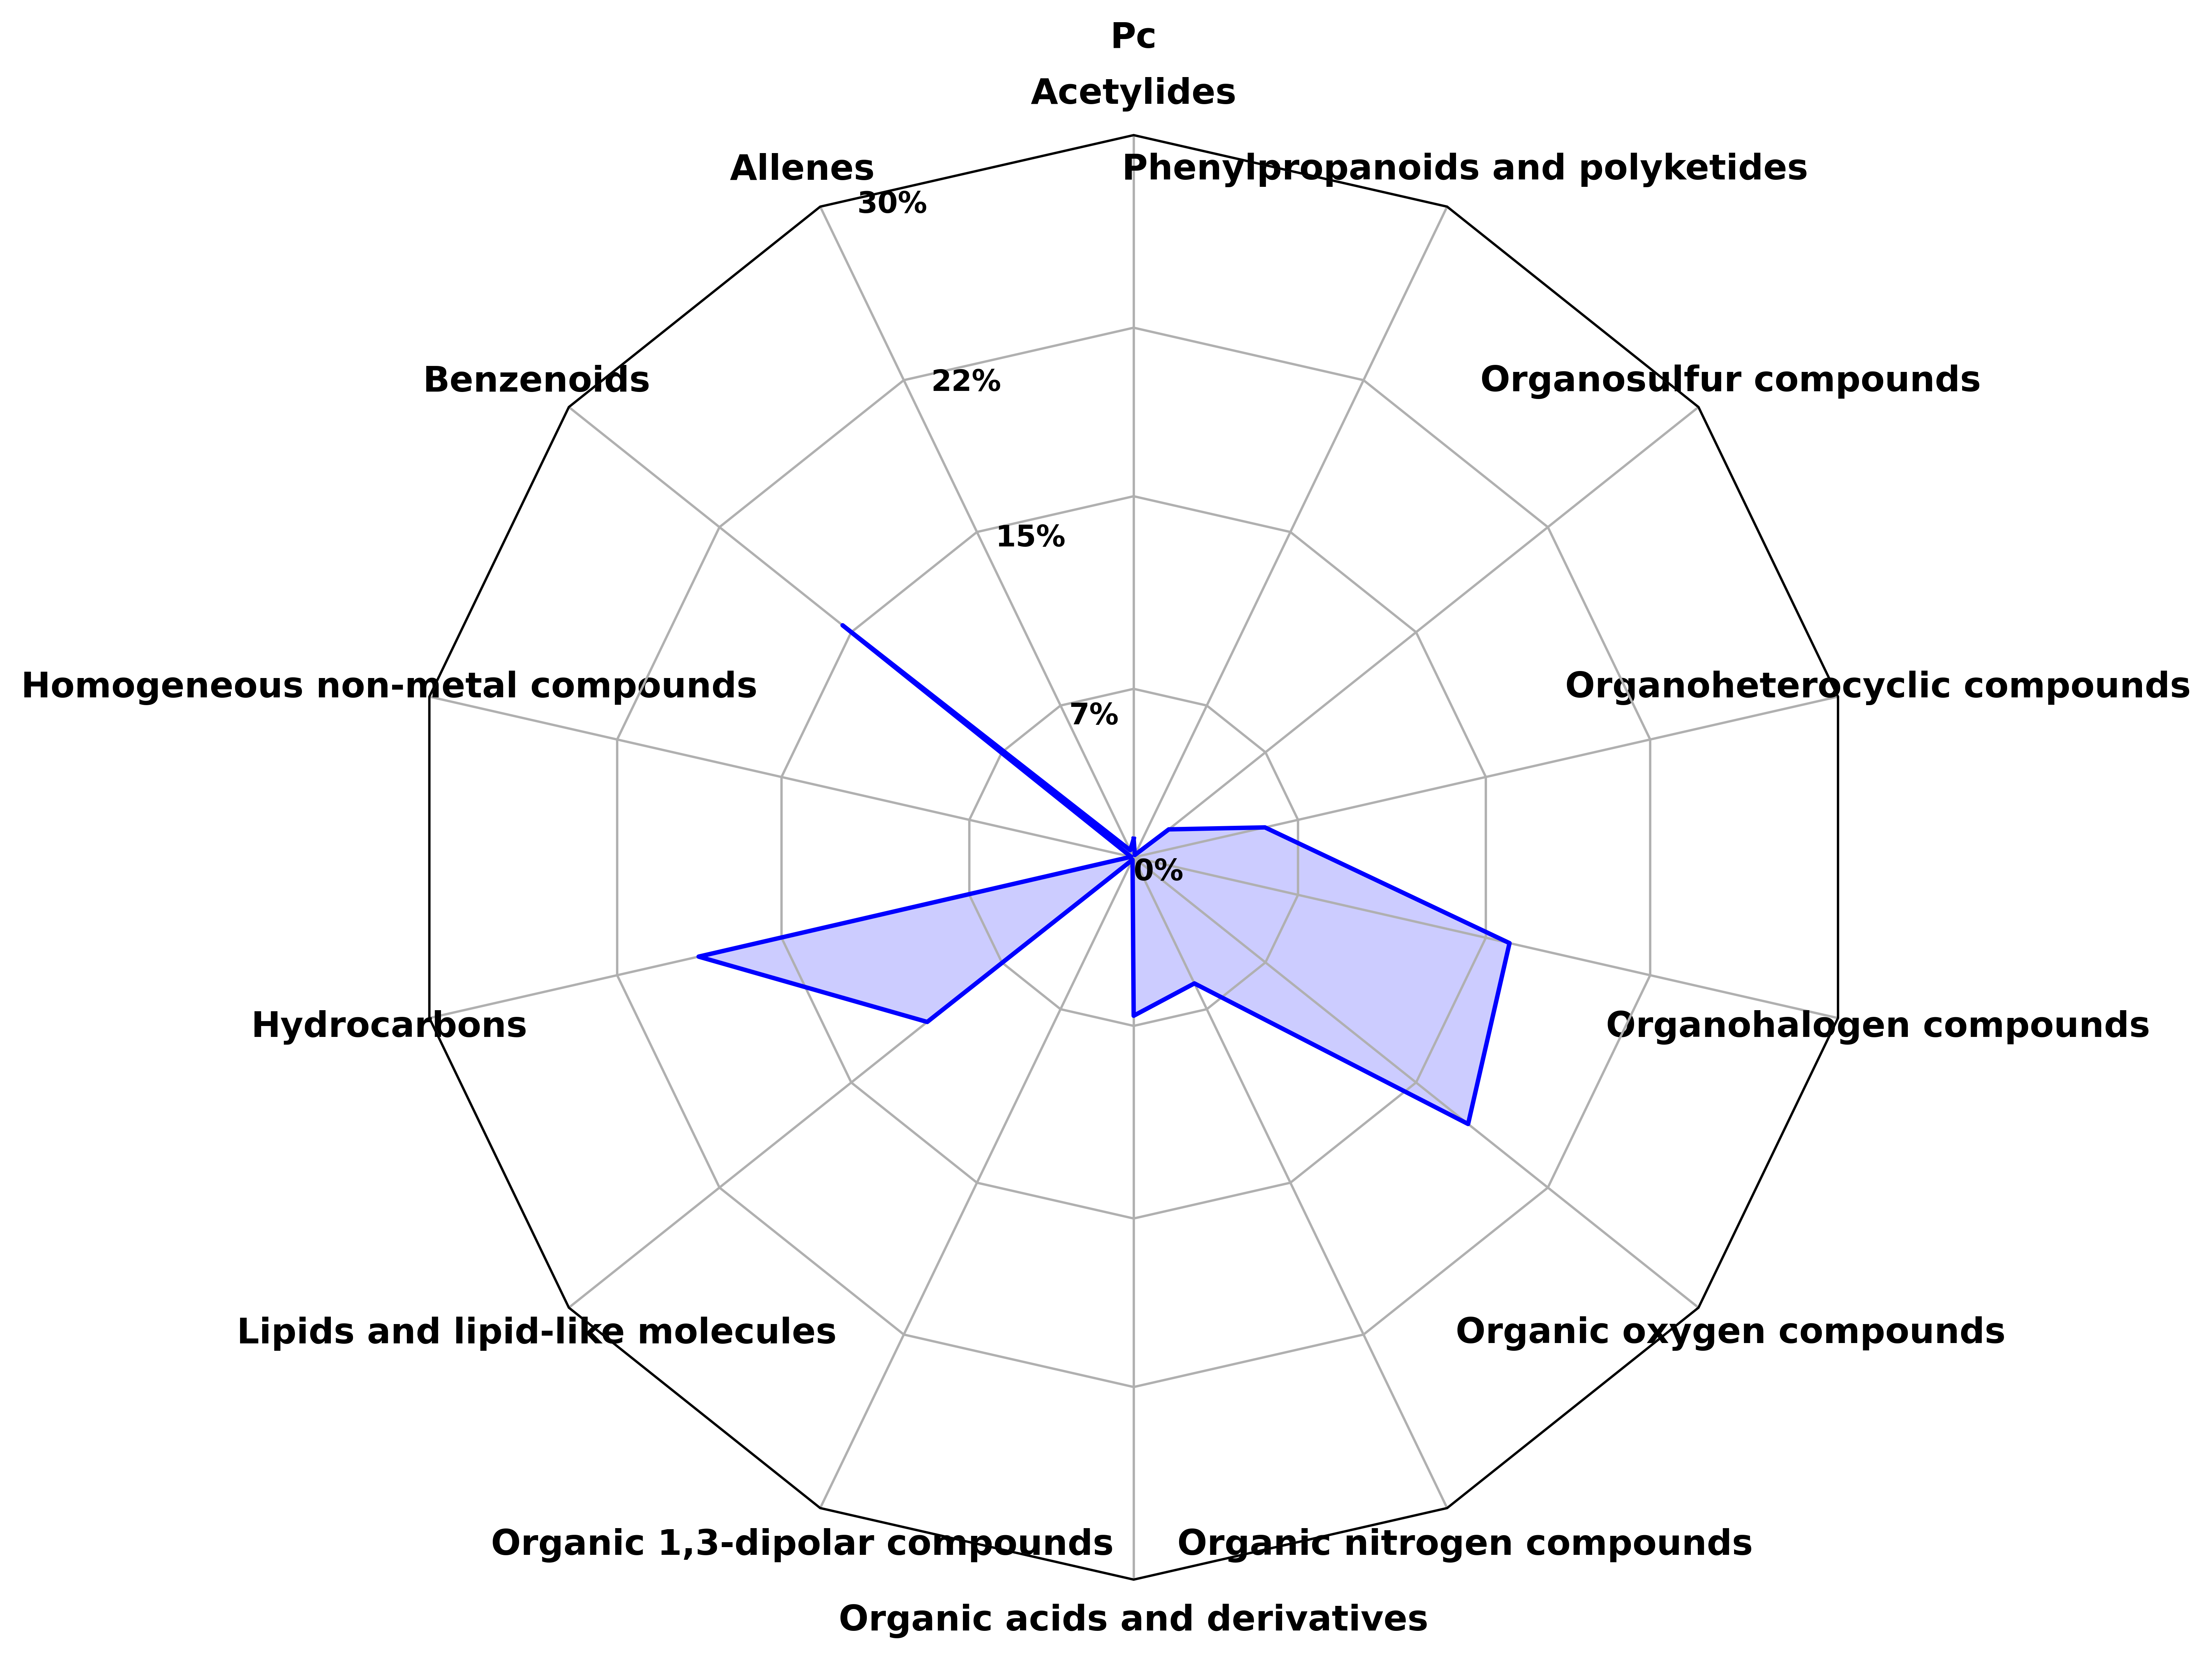 Pc
Acetylides
Allenes
Phenylpropanoids and polyketides
30%
Benzenoids
22%
Organosulfur compounds
15%
Homogeneous non-metal compounds
7%
Organoheterocyclic compounds
0%
Hydrocarbons
Organohalogen compounds
Lipids and lipid-like molecules
Organic oxygen compounds
Organic 1,3-dipolar compounds
Organic nitrogen compounds
Organic acids and derivatives